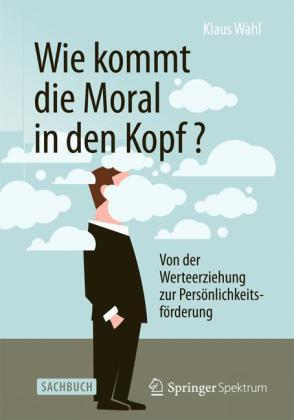 Klaus Wahl
Wie kommt
die Moral
in den Kopf ?
Von der
Werteerziehung
zur Persönlichkeits-
förderung
SACHBUCH
Springer Spektrum